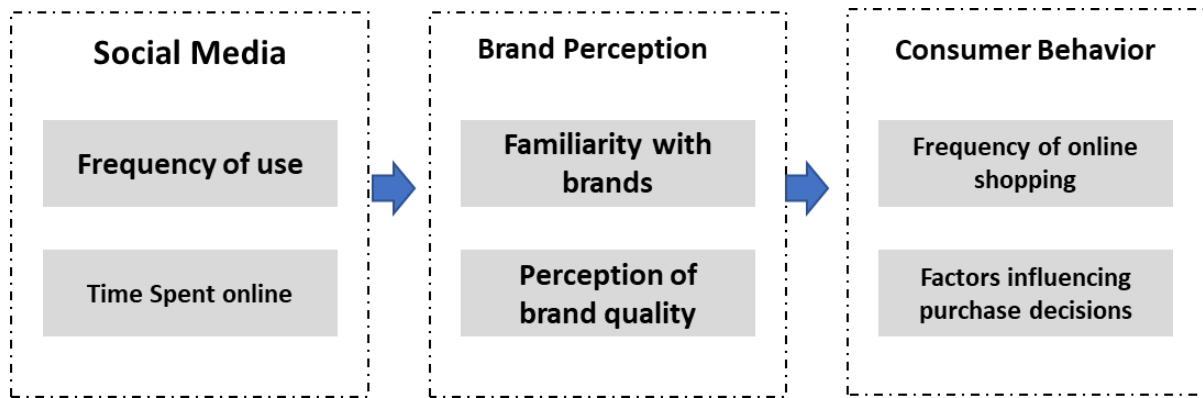 Social Media
Frequency of use
Time Spent online
Brand Perception
Familiarity with
brands
Perception of
brand quality
Consumer Behavior
Frequency of online
shopping
Factors influencing
purchase decisions